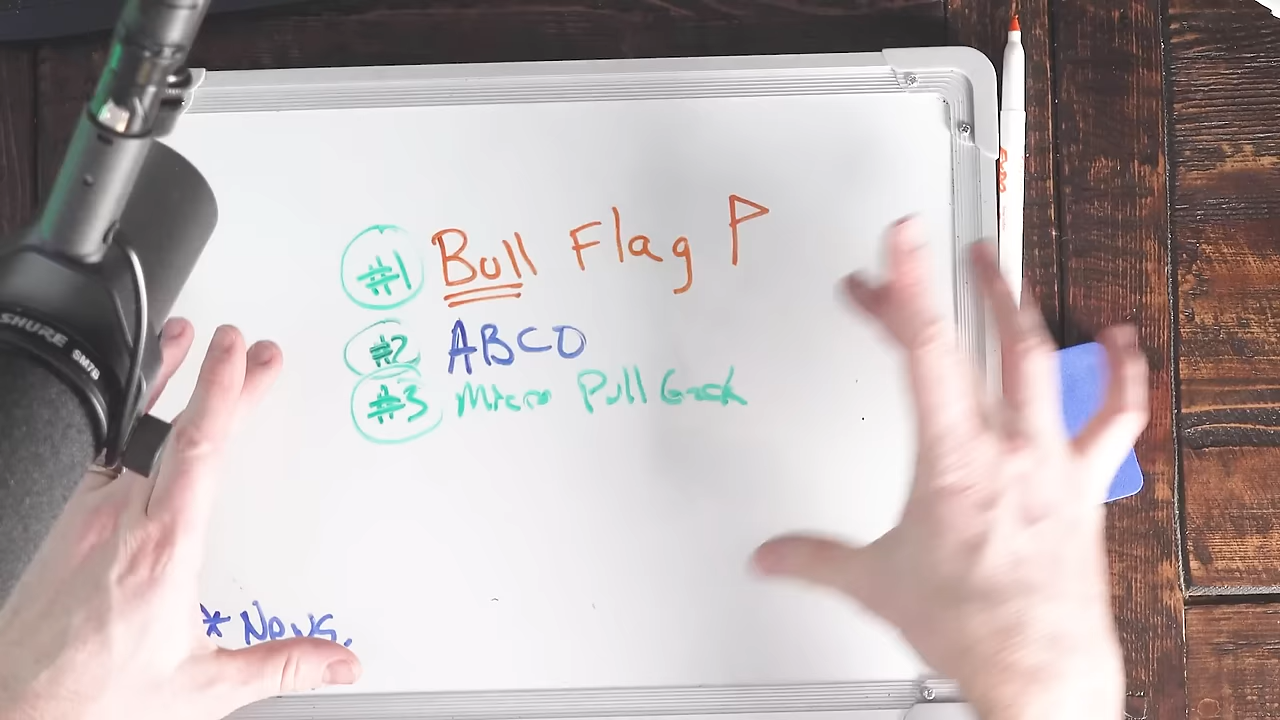 #1 Bull Flag
#2 ABCD
#3 Micro Pull Back
* News.
SHURE SM7B